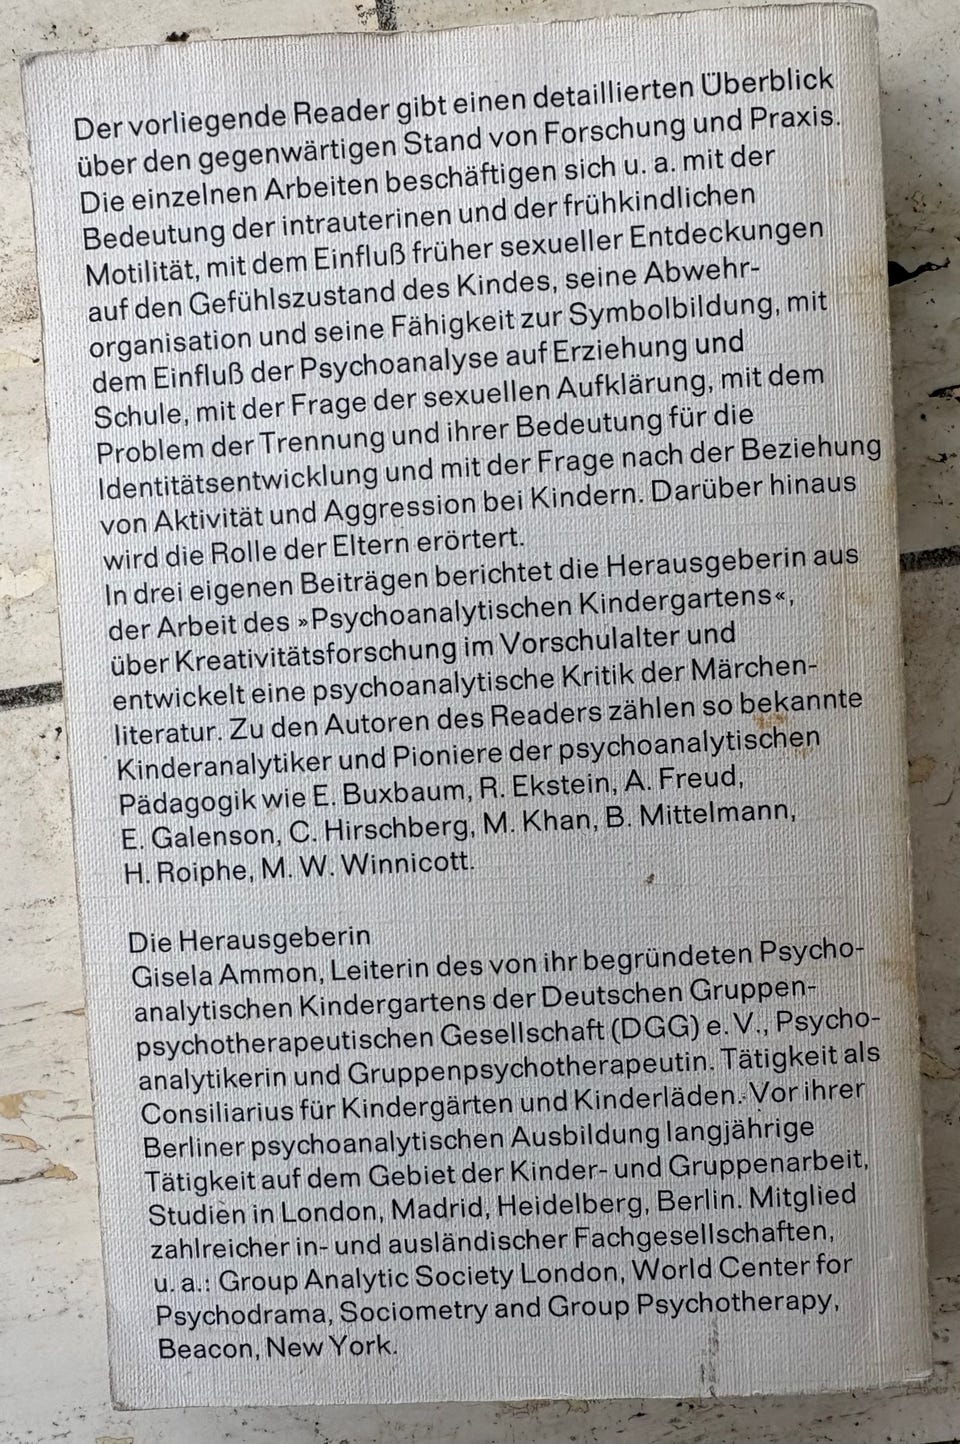 Der vorliegende Reader gibt einen detaillierten Überblick
über den gegenwärtigen Stand von Forschung und Praxis.
Die einzelnen Arbeiten beschäftigen sich u. a. mit der
Bedeutung der intrauterinen und der frühkindlichen
Motilität, mit dem Einfluß früher sexueller Entdeckungen
auf den Gefühlszustand des Kindes, seine Abwehr-
organisation und seine Fähigkeit zur Symbolbildung, mit
dem Einfluß der Psychoanalyse auf Erziehung und
Schule, mit der Frage der sexuellen Aufklärung, mit dem
Problem der Trennung und ihrer Bedeutung für die
Identitätsentwicklung und mit der Frage nach der Beziehung
von Aktivität und Aggression bei Kindern. Darüber hinaus
wird die Rolle der Eltern erörtert.
In drei eigenen Beiträgen berichtet die Herausgeberin aus
der Arbeit des »Psychoanalytischen Kindergartens«,
über Kreativitätsforschung im Vorschulalter und
entwickelt eine psychoanalytische Kritik der Märchen-
literatur. Zu den Autoren des Readers zählen so bekannte
Kinderanalytiker und Pioniere der psychoanalytischen
Pädagogik wie E. Buxbaum, R. Ekstein, A. Freud,
E. Galenson, C. Hirschberg, M. Khan, B. Mittelmann,
H. Roiphe, M. W. Winnicott.
Die Herausgeberin
Gisela Ammon, Leiterin des von ihr begründeten Psycho-
analytischen Kindergartens der Deutschen Gruppen-
psychotherapeutischen Gesellschaft (DGG) e. V., Psycho-
analytikerin und Gruppenpsychotherapeutin. Tätigkeit als
Consiliarius für Kindergärten und Kinderläden. Vor ihrer
Berliner psychoanalytischen Ausbildung langjährige
Tätigkeit auf dem Gebiet der Kinder- und Gruppenarbeit,
Studien in London, Madrid, Heidelberg, Berlin. Mitglied
zahlreicher in- und ausländischer Fachgesellschaften,
u. a.: Group Analytic Society London, World Center for
Psychodrama, Sociometry and Group Psychotherapy,
Beacon, New York.